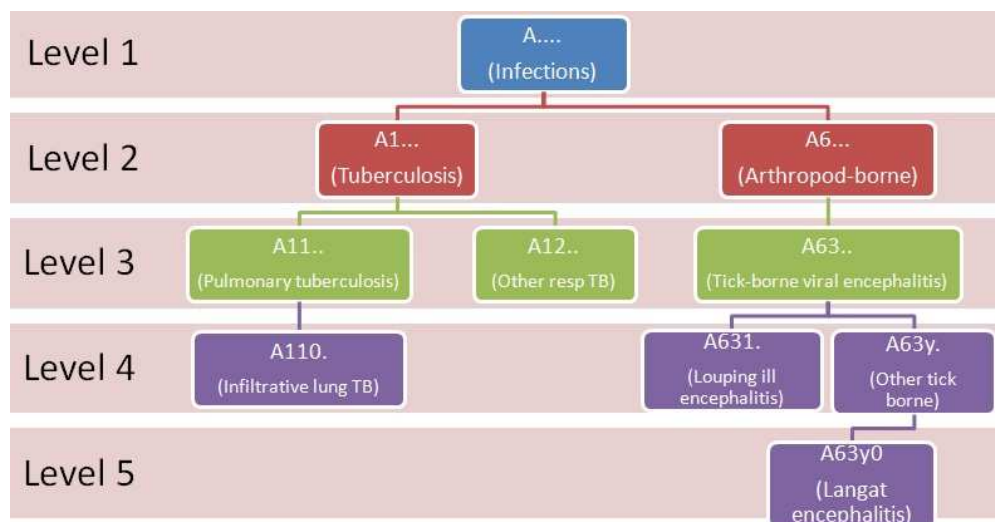 Level 1
A....
(Infections)
Level 2
A1...
(Tuberculosis)
A6...
(Arthropod-borne)
Level 3
A11..
(Pulmonary tuberculosis)
A12..
(Other resp TB)
A63..
(Tick-borne viral encephalitis)
Level 4
A110.
(Infiltrative lung TB)
A631.
(Louping ill
encephalitis)
A63y.
(Other tick
borne)
Level 5
A63y0
(Langat
encephalitis)